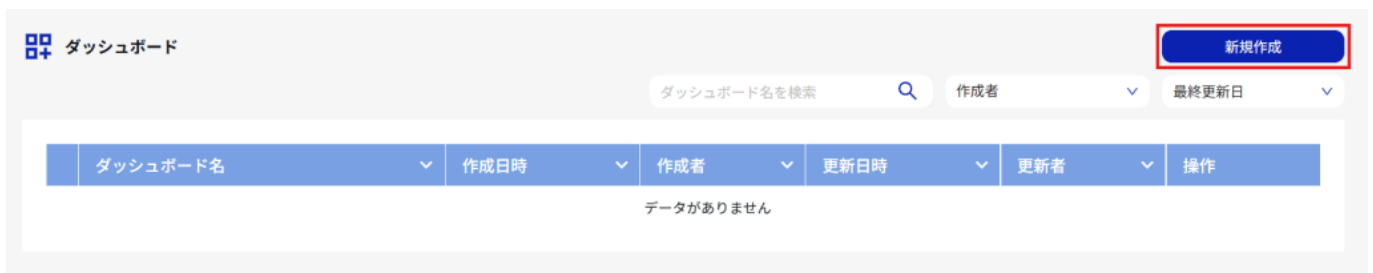 ダッシュボード
新規作成
ダッシュボード名を検索 作成者 最終更新日
ダッシュボード名 作成日時 作成者 更新日時 更新者 操作
データがありません